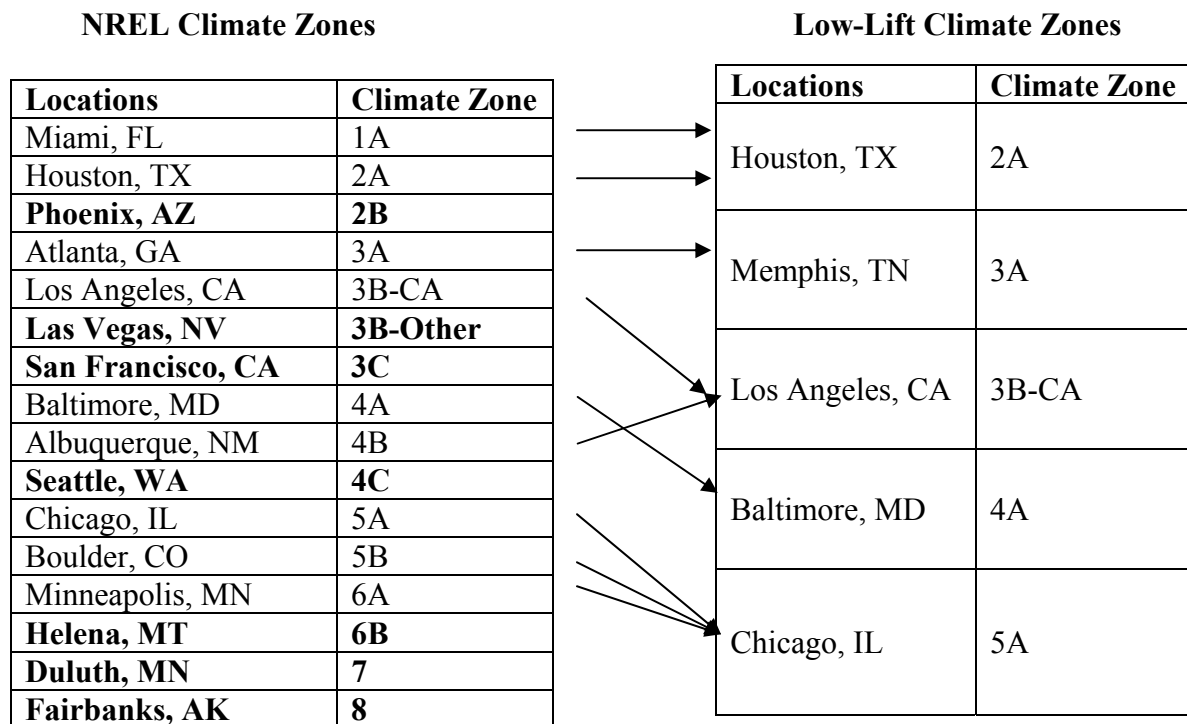 NREL Climate Zones
Locations Climate Zone
Miami, FL 1A
Houston, TX 2A
Phoenix, AZ 2B
Atlanta, GA 3A
Los Angeles, CA 3B-CA
Las Vegas, NV 3B-Other
San Francisco, CA 3C
Baltimore, MD 4A
Albuquerque, NM 4B
Seattle, WA 4C
Chicago, IL 5A
Boulder, CO 5B
Minneapolis, MN 6A
Helena, MT 6B
Duluth, MN 7
Fairbanks, AK 8
Low-Lift Climate Zones
Locations Climate Zone
Houston, TX 2A
Memphis, TN 3A
Los Angeles, CA 3B-CA
Baltimore, MD 4A
Chicago, IL 5A